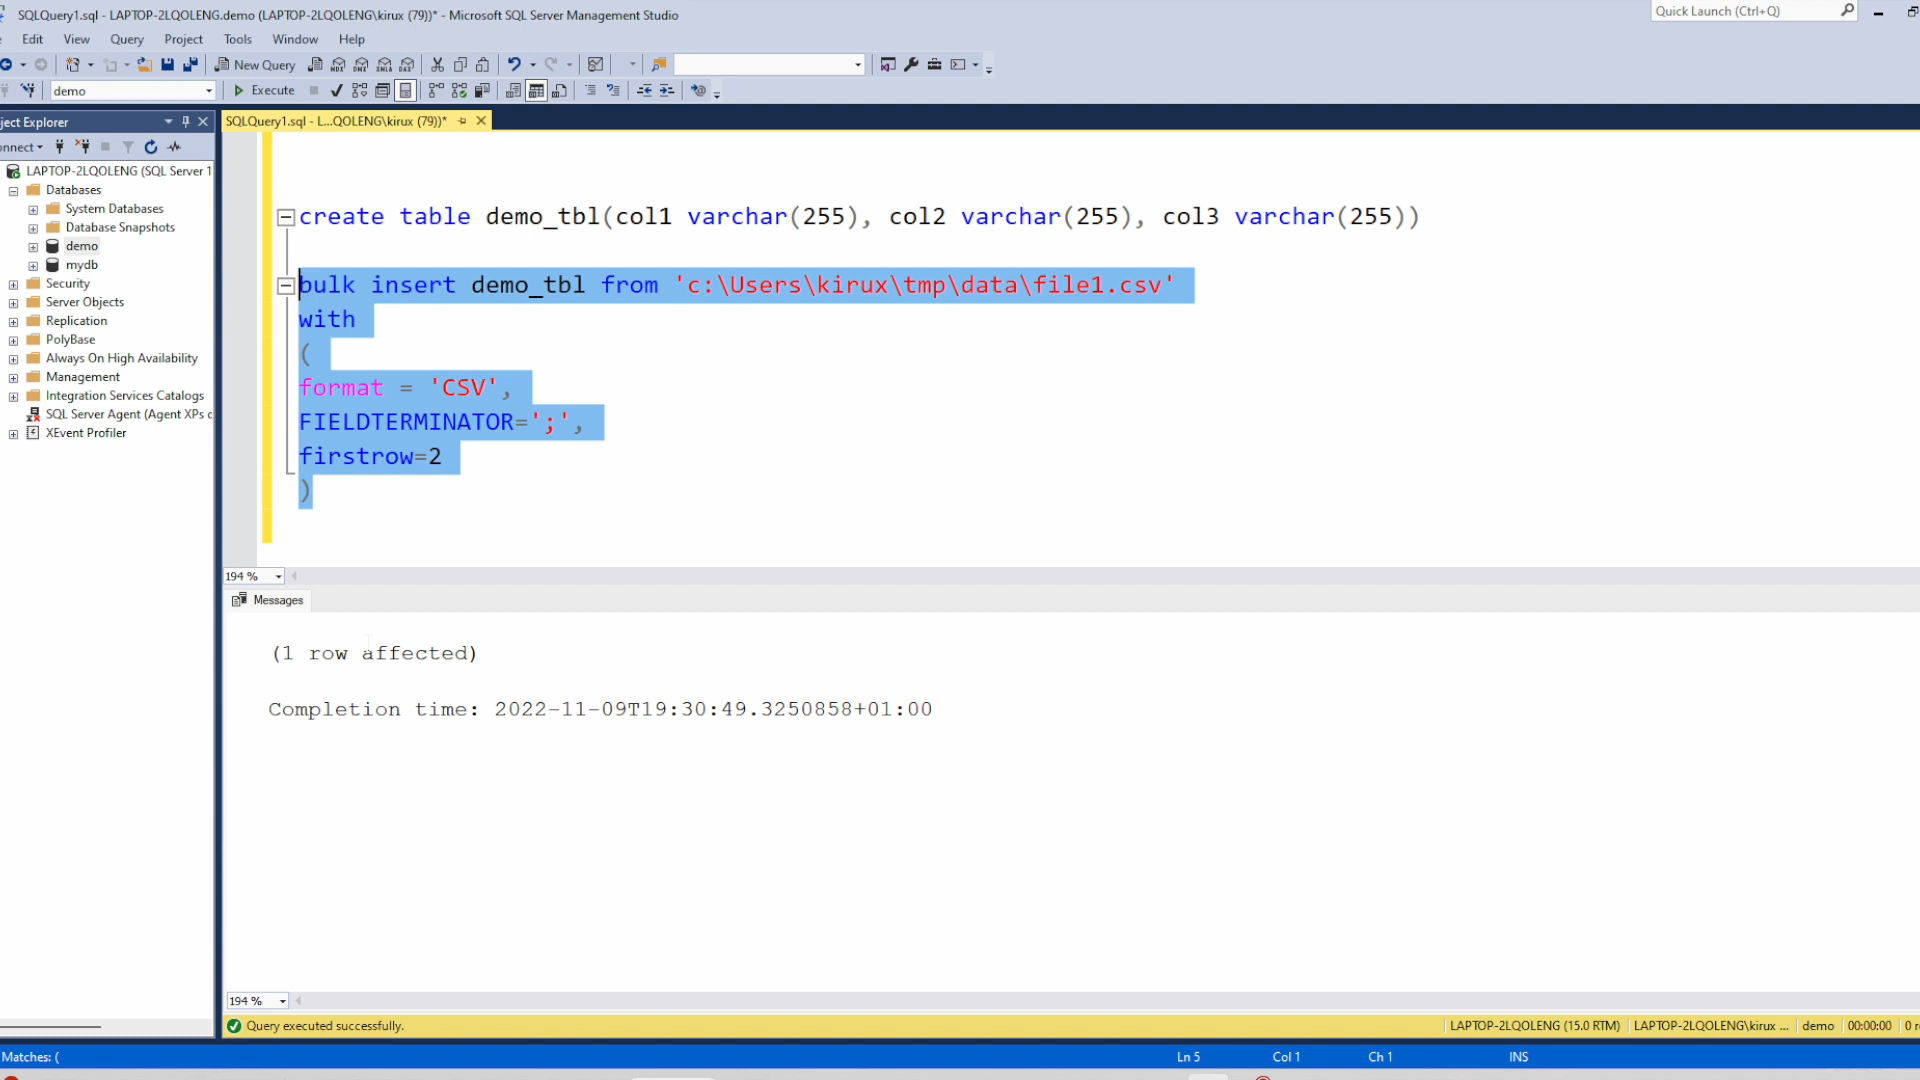 SQLQuery1.sql - LAPTOP-2LQOLENG.demo (LAPTOP-2LQOLENG\kirux (79))* - Microsoft SQL Server Management Studio
Quick Launch (Ctrl+Q)
Edit View Query Project Tools Window Help
New Query MDX DMX XMLA DAX
demo Execute
ject Explorer
SQLQuery1.sql - L...QOLENG\kirux (79))*
onnect
LAPTOP-2LQOLENG (SQL Server 1
Databases
System Databases
Database Snapshots
demo
mydb
Security
Server Objects
Replication
PolyBase
Always On High Availability
Management
Integration Services Catalogs
SQL Server Agent (Agent XPs
XEvent Profiler
create table demo_tbl(col1 varchar(255), col2 varchar(255), col3 varchar(255))
bulk insert demo_tbl from 'c:\Users\kirux\tmp\data\file1.csv'
with
(
format = 'CSV',
FIELDTERMINATOR=';',
firstrow=2
)
194 %
Messages
(1 row affected)
Completion time: 2022-11-09T19:30:49.3250858+01:00
194 %
Query executed successfully.
LAPTOP-2LQOLENG (15.0 RTM) LAPTOP-2LQOLENG\kirux ... demo 00:00:00 0
Matches: (
Ln 5 Col 1 Ch 1 INS